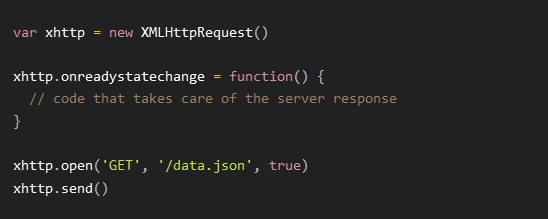 var xhttp = new XMLHttpRequest()
xhttp.onreadystatechange = function() {
// code that takes care of the server response
}
xhttp.open('GET', '/data.json', true)
xhttp.send()